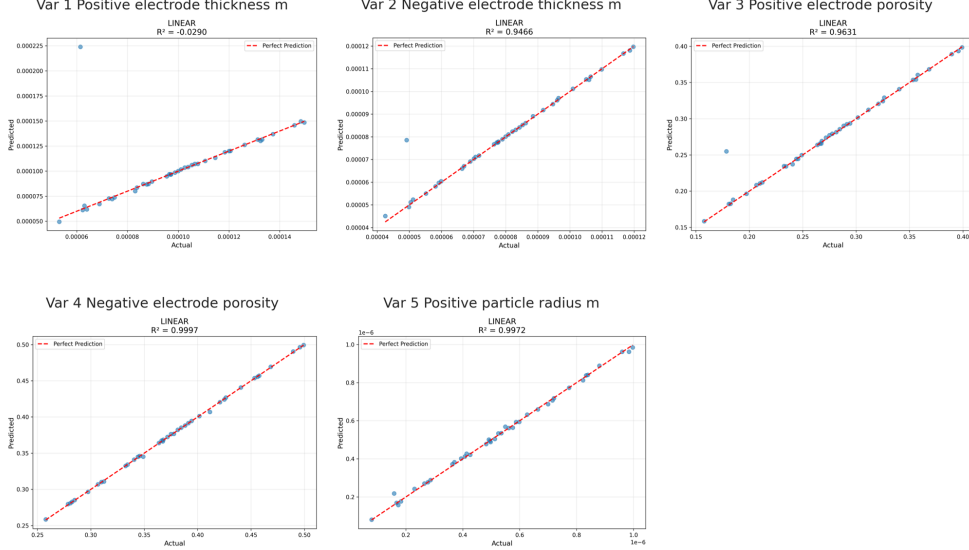 Var 1 Positive electrode thickness m
LINEAR
R² = -0.0290
Perfect Prediction
0.000225
0.000200
0.000175
0.000150
0.000125
0.000100
0.000075
0.000050
Predicted
0.00006
0.00008
0.00010
0.00012
0.00014
Actual
Var 2 Negative electrode thickness m
LINEAR
R² = 0.9466
Perfect Prediction
0.00012
0.00011
0.00010
0.00009
0.00008
0.00007
0.00006
0.00005
0.00004
Predicted
0.00004
0.00005
0.00006
0.00007
0.00008
0.00009
0.00010
0.00011
0.00012
Actual
Var 3 Positive electrode porosity
LINEAR
R² = 0.9631
Perfect Prediction
0.40
0.35
0.30
0.25
0.20
0.15
Predicted
0.15
0.20
0.25
0.30
0.35
0.40
Actual
Var 4 Negative electrode porosity
LINEAR
R² = 0.9997
Perfect Prediction
0.50
0.45
0.40
0.35
0.30
0.25
Predicted
0.25
0.30
0.35
0.40
0.45
0.50
Actual
Var 5 Positive particle radius m
LINEAR
R² = 0.9972
1e−6
Perfect Prediction
1.0
0.8
0.6
0.4
0.2
Predicted
0.2
0.4
0.6
0.8
1.0
Actual
1e−6